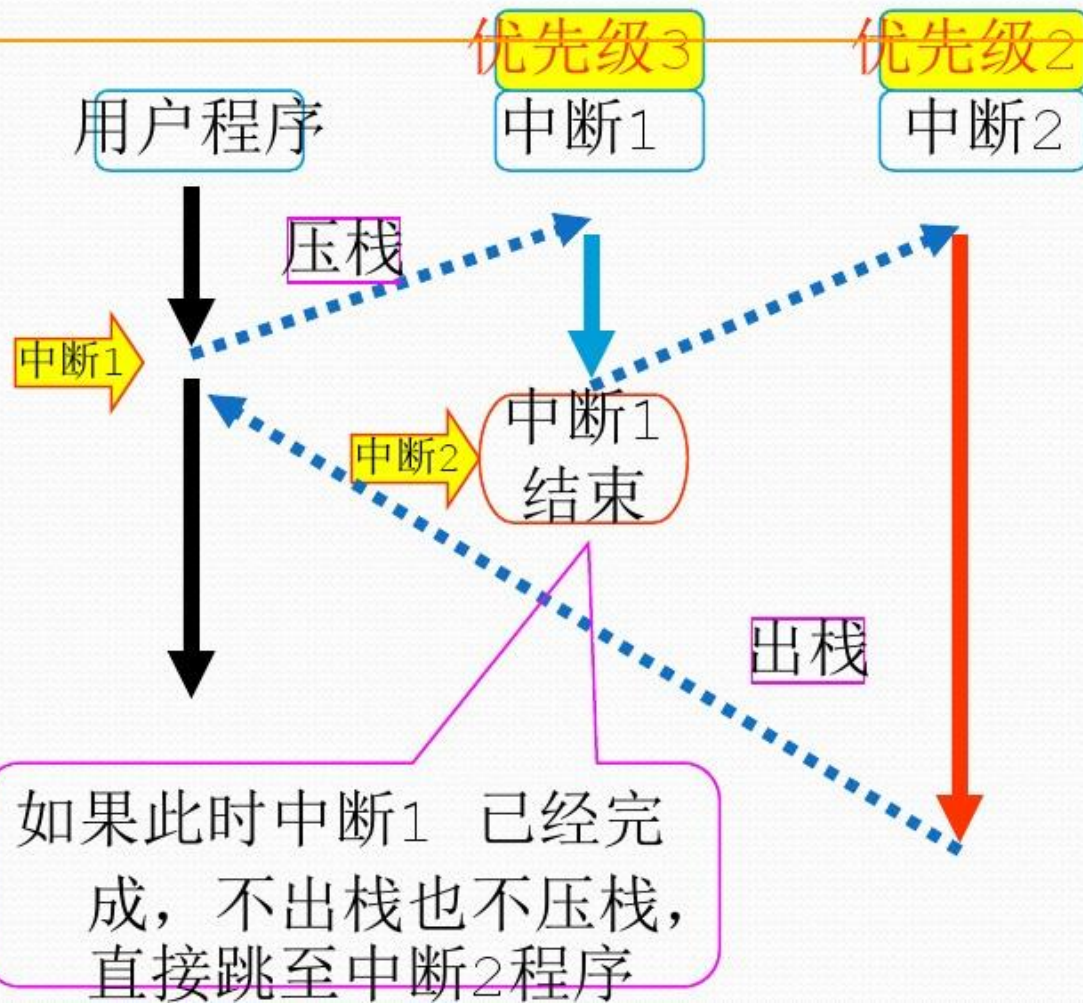 优先级3
优先级2
用户程序
中断1
中断2
压栈
中断1
中断1
结束
中断2
出栈
如果此时中断1 已经完
成，不出栈也不压栈，
直接跳至中断2程序